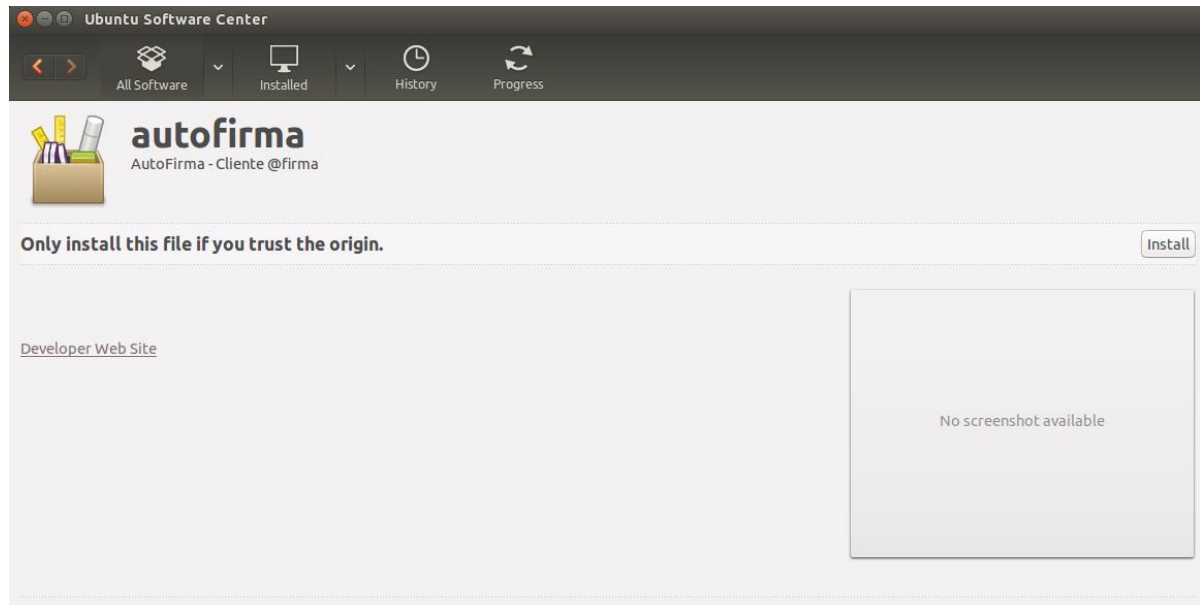 Ubuntu Software Center
All Software
Installed
History
Progress
autofirma
AutoFirma - Cliente @firma
Only install this file if you trust the origin.
Install
Developer Web Site
No screenshot available